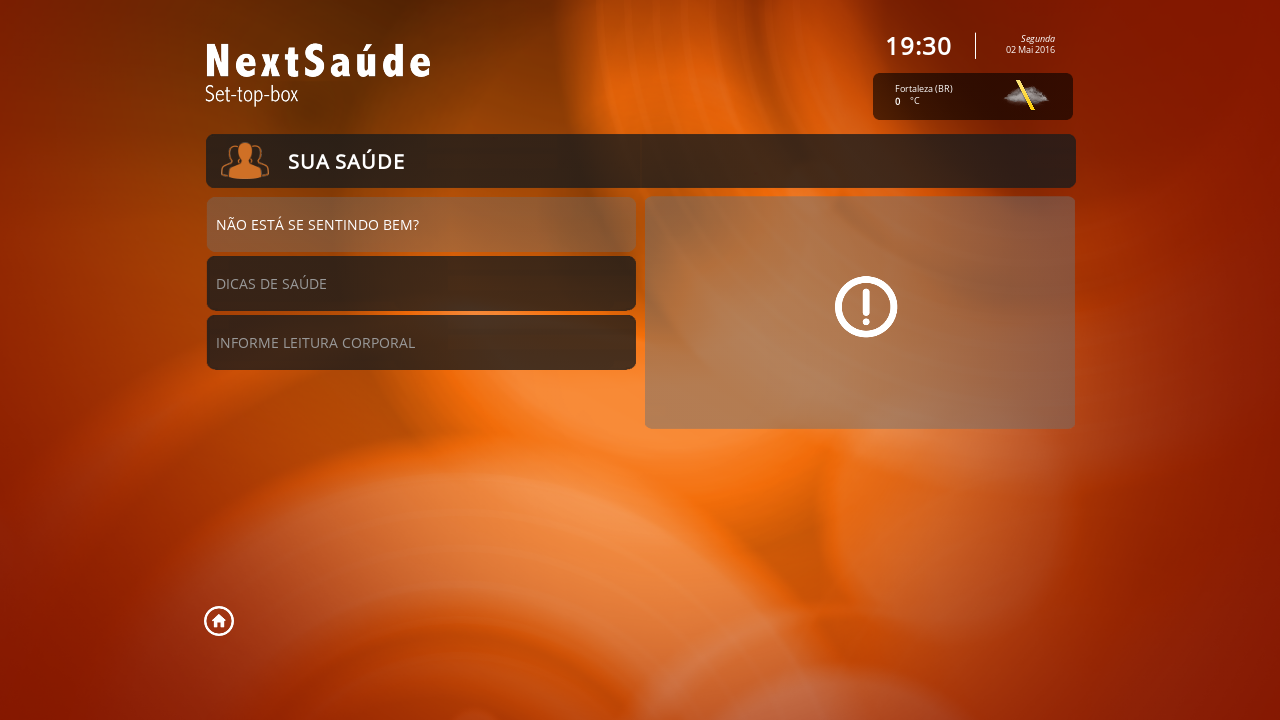 NextSaúde
Set-top-box
19:30
Segunda
02 Mai 2016
Fortaleza (BR)
0 °C
SUA SAÚDE
NÃO ESTÁ SE SENTINDO BEM?
DICAS DE SAÚDE
INFORME LEITURA CORPORAL